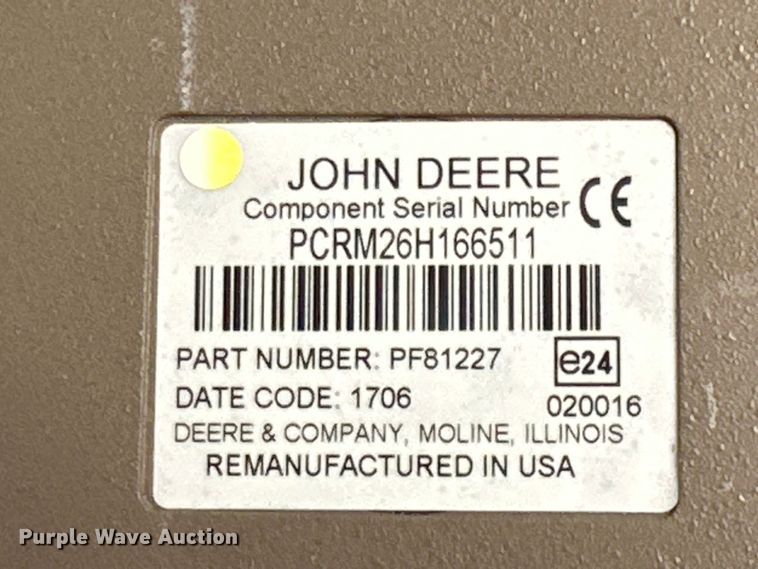 JOHN DEERE
Component Serial Number CE
PCRM26H166511
PART NUMBER: PF81227
e24
DATE CODE: 1706
020016
DEERE & COMPANY, MOLINE, ILLINOIS
REMANUFACTURED IN USA
Purple Wave Auction